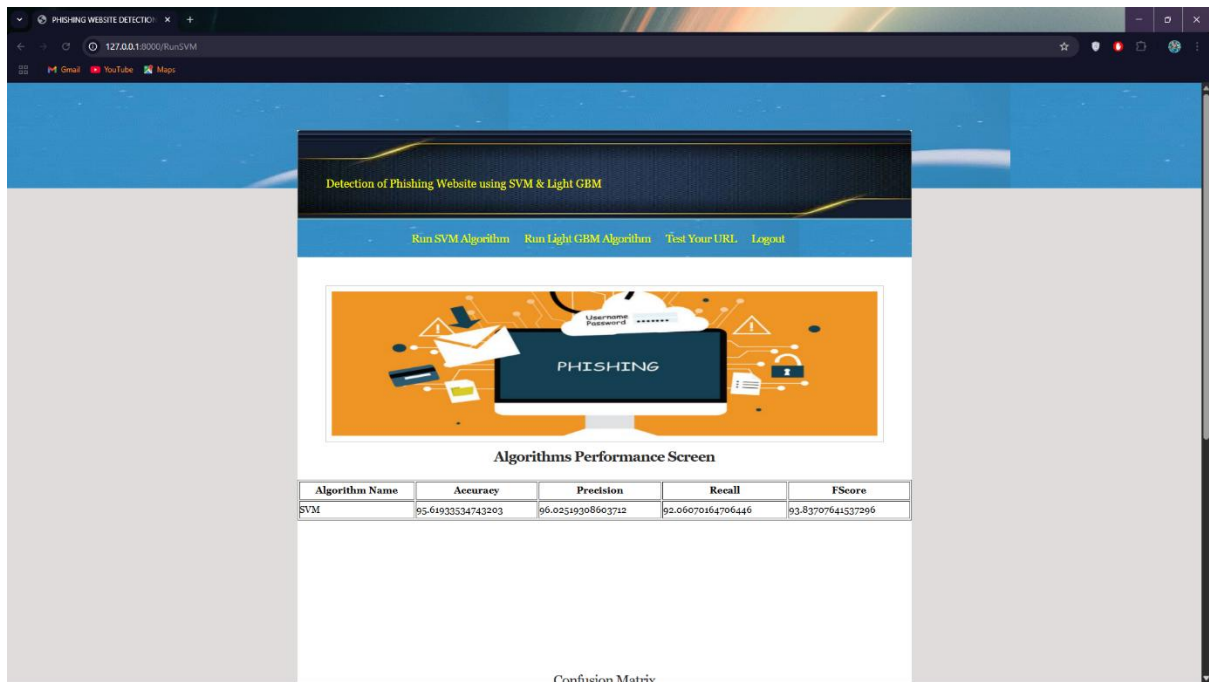 PHISHING WEBSITE DETECTION
127.0.0.1:8000/RunSVM
Gmail YouTube Maps
Detection of Phishing Website using SVM & Light GBM
Run SVM Algorithm Run Light GBM Algorithm Test Your URL Logout
Username
Password ·······
PHISHING
Algorithms Performance Screen
Algorithm Name Accuracy Precision Recall FScore
SVM 95.61933534743203 96.02519308603712 92.06070164706446 93.83707641537296
Confusion Matrix